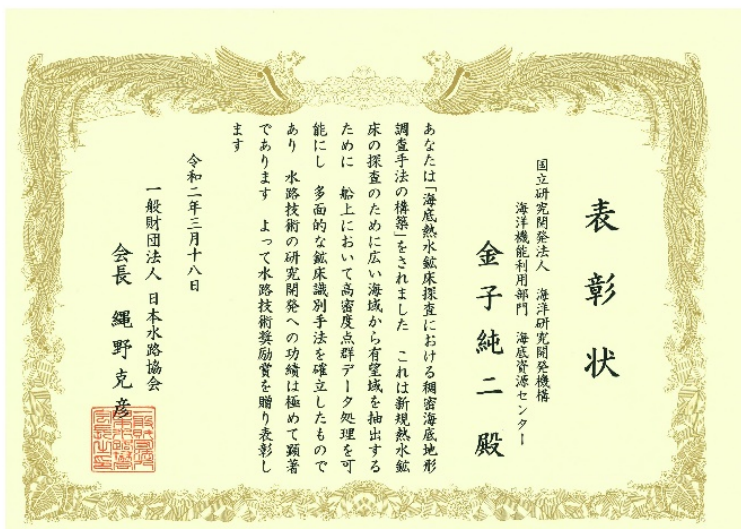 表彰状
国立研究開発法人 海洋研究開発機構
海洋機能利用部門 海底資源センター
金子純二 殿
あなたは「海底熱水鉱床探査における稠密海底地形
調査手法の構築」をされました これは新規熱水鉱
床の探査のために広い海域から有望域を抽出する
ために 船上において高密度点群データ処理を可
能にし 多面的な鉱床識別手法を確立したもので
あり 水路技術の研究開発への功績は極めて顕著
であります よって水路技術奨励賞を贈り表彰し
ます
令和二年三月十八日
一般財団法人 日本水路協会
会長 縄野克彦